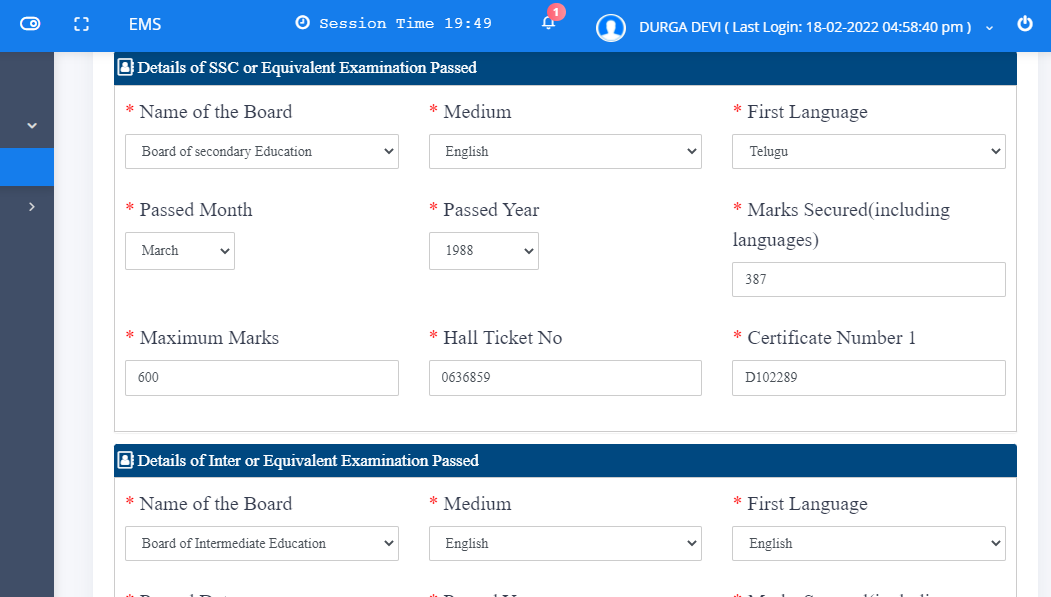 EMS
Session Time 19:49
1
DURGA DEVI ( Last Login: 18-02-2022 04:58:40 pm )
Details of SSC or Equivalent Examination Passed
* Name of the Board
* Medium
* First Language
Board of secondary Education
English
Telugu
* Passed Month
* Passed Year
* Marks Secured(including
languages)
March
1988
387
* Maximum Marks
* Hall Ticket No
* Certificate Number 1
600
0636859
D102289
Details of Inter or Equivalent Examination Passed
* Name of the Board
* Medium
* First Language
Board of Intermediate Education
English
English